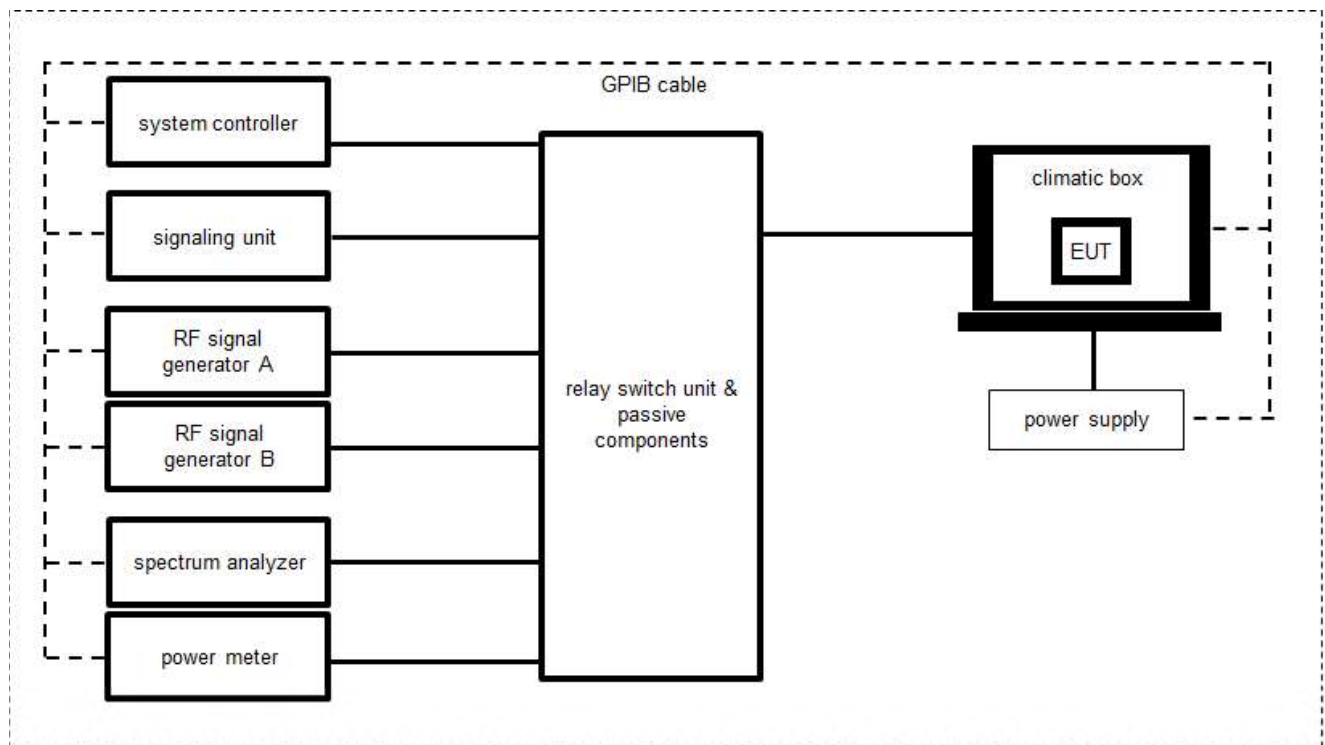 GPIB cable
system controller
signaling unit
RF signal
generator A
RF signal
generator B
spectrum analyzer
power meter
relay switch unit &
passive
components
climatic box
EUT
power supply